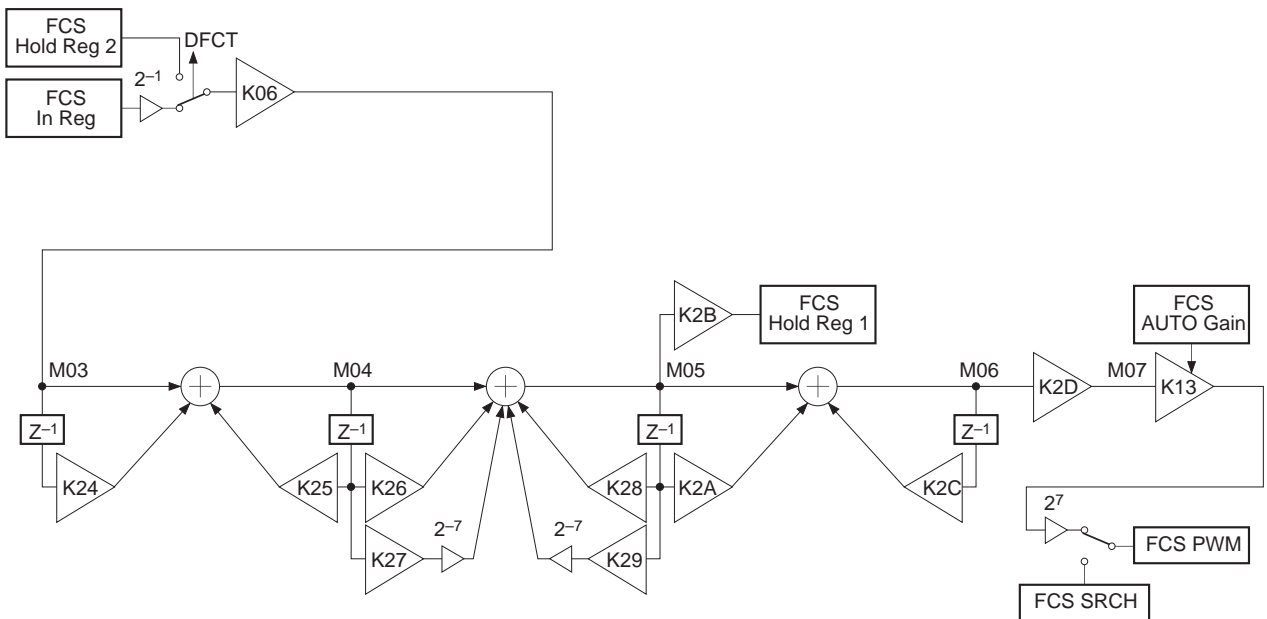 FCS
Hold Reg 2
DFCT
2–1
K06
FCS
In Reg
K2B
FCS
Hold Reg 1
FCS
AUTO Gain
M03
M04
M05
M06
K2D
M07
K13
Z–1
Z–1
Z–1
Z–1
K24
K25
K26
K28
K2A
K2C
K27
2–7
2–7
K29
27
FCS PWM
FCS SRCH